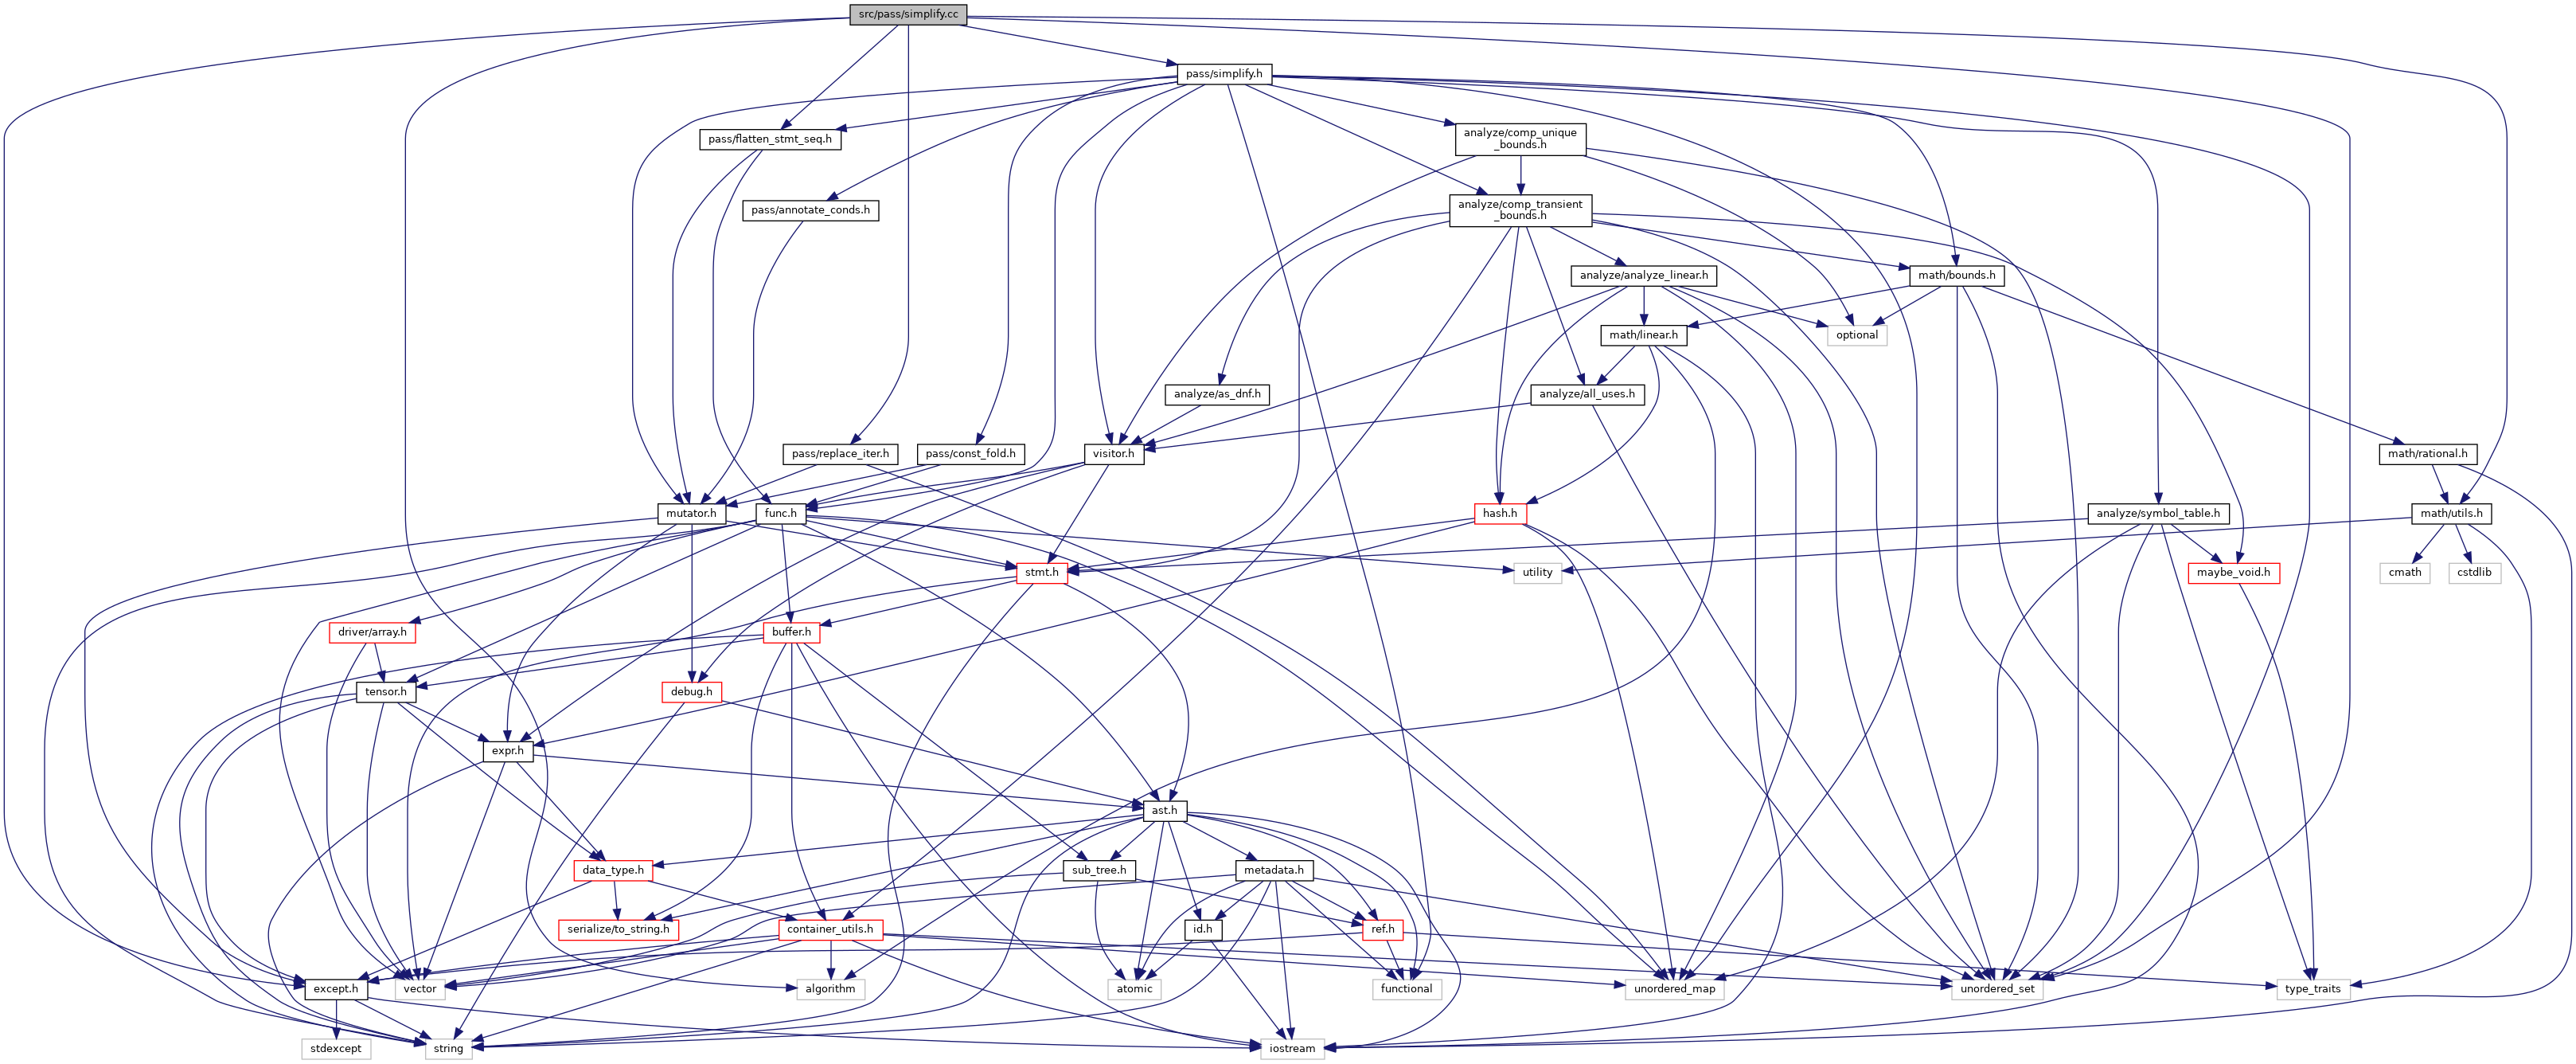 src/pass/simplify.cc
pass/simplify.h
pass/flatten_stmt_seq.h
analyze/comp_unique
_bounds.h
pass/annotate_conds.h
analyze/comp_transient
_bounds.h
analyze/analyze_linear.h
math/bounds.h
math/linear.h
optional
analyze/as_dnf.h
analyze/all_uses.h
pass/replace_iter.h
pass/const_fold.h
visitor.h
math/rational.h
mutator.h
func.h
hash.h
analyze/symbol_table.h
math/utils.h
stmt.h
utility
maybe_void.h
cmath
cstdlib
driver/array.h
buffer.h
tensor.h
debug.h
expr.h
ast.h
data_type.h
sub_tree.h
metadata.h
serialize/to_string.h
container_utils.h
id.h
ref.h
except.h
vector
algorithm
atomic
functional
unordered_map
unordered_set
type_traits
stdexcept
string
iostream